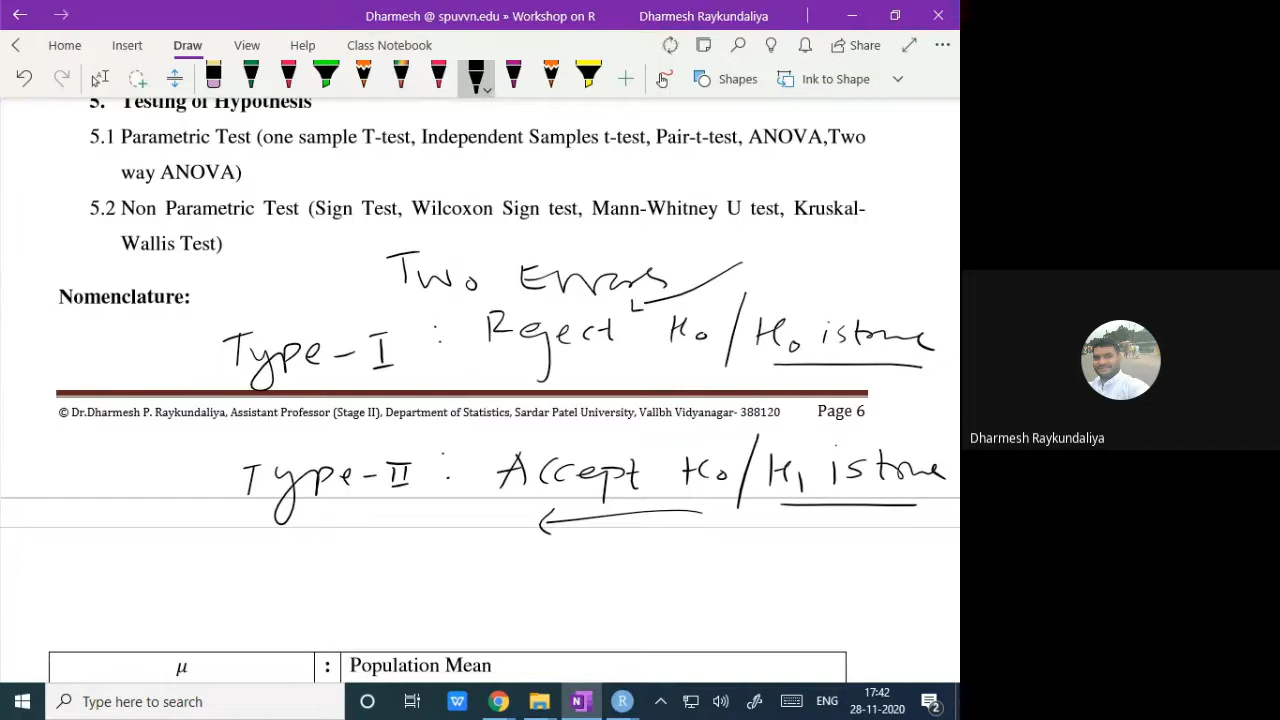 Dharmesh @ spuvvn.edu » Workshop on R
Dharmesh Raykundaliya
Home Insert Draw View Help Class Notebook Share
Shapes Ink to Shape
5. Testing of Hypothesis
5.1 Parametric Test (one sample T-test, Independent Samples t-test, Pair-t-test, ANOVA,Two
way ANOVA)
5.2 Non Parametric Test (Sign Test, Wilcoxon Sign test, Mann-Whitney U test, Kruskal-
Wallis Test)
Two Errors
Nomenclature:
Type-I : Reject H0 / H0 is true
© Dr.Dharmesh P. Raykundaliya, Assistant Professor (Stage II), Department of Statistics, Sardar Patel University, Vallbh Vidyanagar- 388120 Page 6
Dharmesh Raykundaliya
Type-II : Accept H0 / H1 is true
μ : Population Mean
Type here to search
ENG
17:42
28-11-2020
2